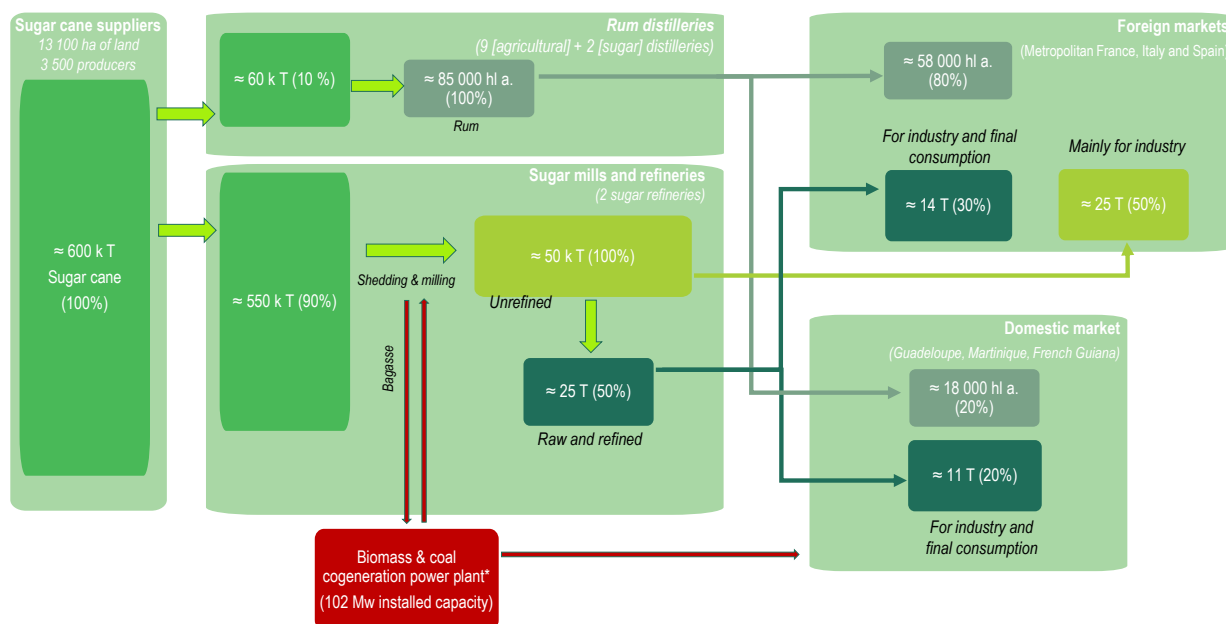 Sugar cane suppliers
13 100 ha of land
3 500 producers
≈ 600 k T
Sugar cane
(100%)
Rum distilleries
(9 [agricultural] + 2 [sugar] distilleries)
≈ 60 k T (10 %)
≈ 85 000 hl a.
(100%)
Rum
Sugar mills and refineries
(2 sugar refineries)
≈ 550 k T (90%)
Shedding & milling
Bagasse
≈ 50 k T (100%)
Unrefined
≈ 25 T (50%)
Raw and refined
Biomass & coal
cogeneration power plant*
(102 Mw installed capacity)
Foreign markets
(Metropolitan France, Italy and Spain)
≈ 58 000 hl a.
(80%)
For industry and final
consumption
≈ 14 T (30%)
Mainly for industry
≈ 25 T (50%)
Domestic market
(Guadeloupe, Martinique, French Guiana)
≈ 18 000 hl a.
(20%)
≈ 11 T (20%)
For industry and
final consumption